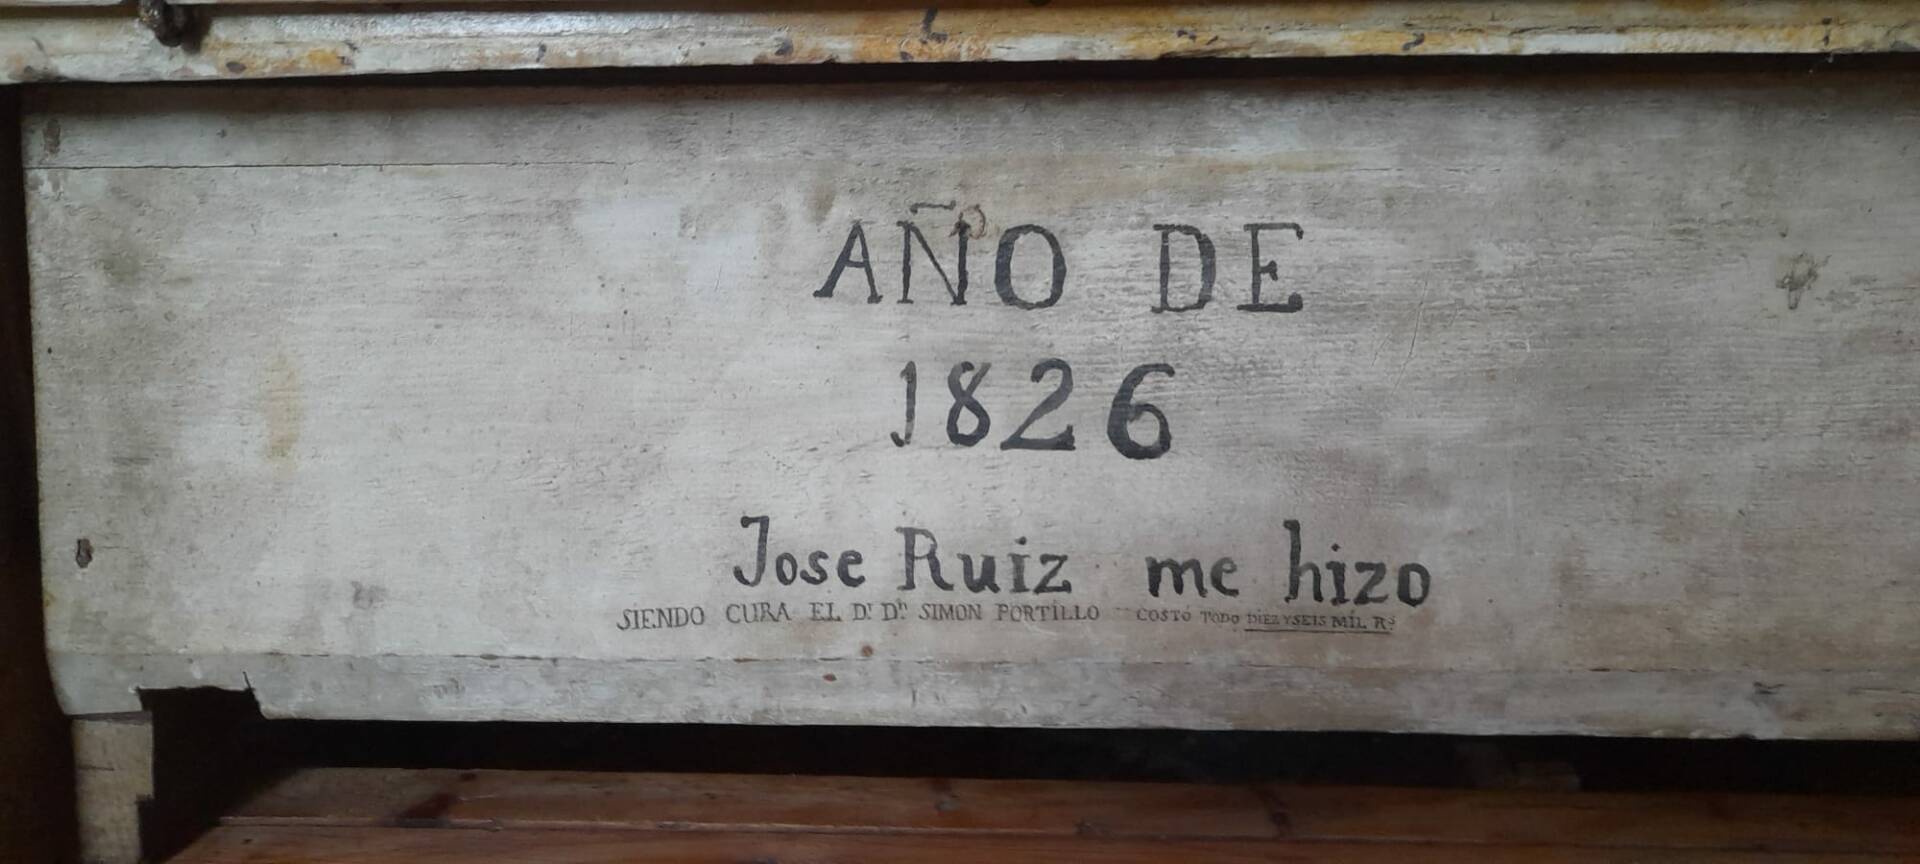 AÑO DE
1826
Jose Ruiz me hizo
SIENDO CURA EL Dr. Dn. SIMON PORTILLO COSTÓ TODO DIEZ Y SEIS MÍL Rs